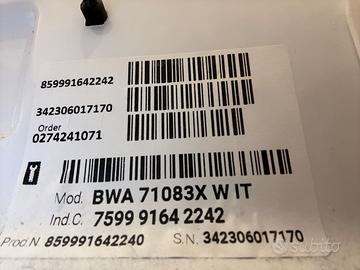 859991642242
342306017170
Order
0274241071
Mod. BWA 71083X W IT
Ind.C. 7599 9164 2242
Prod.N 859991642240 S.N. 342306017170
subito